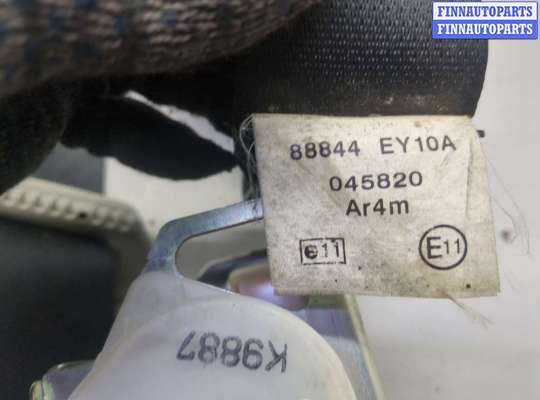 FINNAUTOPARTS
FINNAUTOPARTS
88844 EY10A
045820
Ar4m
e11
E11
K9887